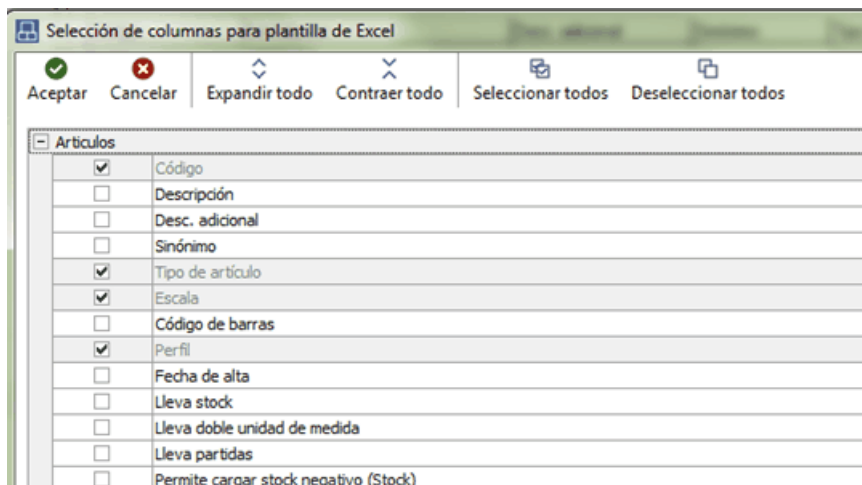 Selección de columnas para plantilla de Excel
Aceptar Cancelar Expandir todo Contraer todo Seleccionar todos Deseleccionar todos
Articulos
Código
Descripción
Desc. adicional
Sinónimo
Tipo de artículo
Escala
Código de barras
Perfil
Fecha de alta
Lleva stock
Lleva doble unidad de medida
Lleva partidas
Permite cargar stock negativo (Stock)